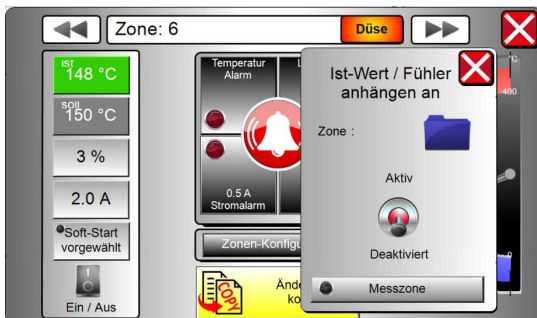 Zone: 6
Düse
ist
148 °C
soll
150 °C
3 %
2.0 A
Soft-Start
vorgewählt
Ein / Aus
Temperatur
Alarm
L
0.5 A
Stromalarm
Zonen-Konfigu
COPY
Ände
ko
Ist-Wert / Fühler
anhängen an
Zone :
Aktiv
Deaktiviert
Messzone
°C
400
0